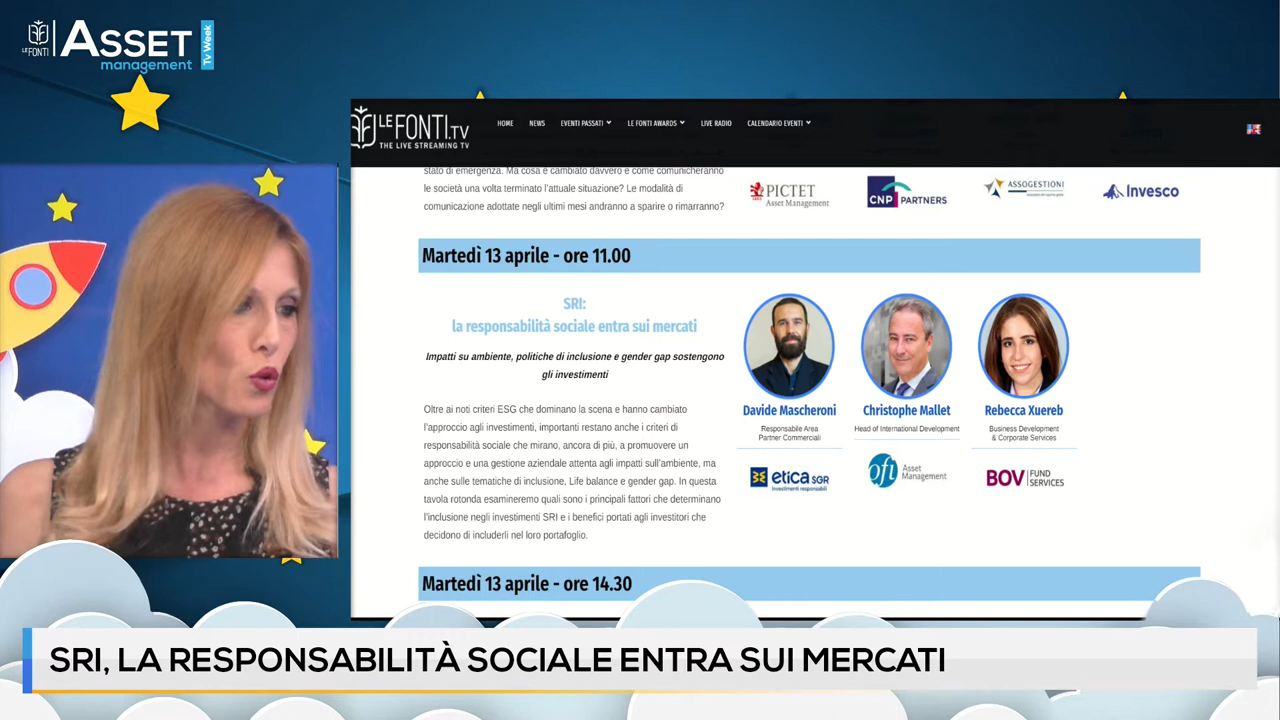 LE FONTI
ASSET
management
Tv Week
LEFONTI.TV
THE LIVE STREAMING TV
HOME
NEWS
EVENTI PASSATI
LE FONTI AWARDS
LIVE RADIO
CALENDARIO EVENTI
stato di emergenza. Ma cosa è cambiato davvero e come comunicheranno
le società una volta terminato l'attuale situazione? Le modalità di
comunicazione adottate negli ultimi mesi andranno a sparire o rimarranno?
PICTET
Asset Management
CNP PARTNERS
ASSOGESTIONI
Invesco
Martedì 13 aprile - ore 11.00
SRI:
la responsabilità sociale entra sui mercati
Impatti su ambiente, politiche di inclusione e gender gap sostengono
gli investimenti
Oltre ai noti criteri ESG che dominano la scena e hanno cambiato
l'approccio agli investimenti, importanti restano anche i criteri di
responsabilità sociale che mirano, ancora di più, a promuovere un
approccio e una gestione aziendale attenta agli impatti sull'ambiente, ma
anche sulle tematiche di inclusione, Life balance e gender gap. In questa
tavola rotonda esamineremo quali sono i principali fattori che determinano
l'inclusione negli investimenti SRI e i benefici portati agli investitori che
decidono di includerli nel loro portafoglio.
Davide Mascheroni
Responsabile Area
Partner Commerciali
etica SGR
investimenti responsabili
Christophe Mallet
Head of International Development
ofi Asset
Management
Rebecca Xuereb
Business Development
& Corporate Services
BOV FUND
SERVICES
Martedì 13 aprile - ore 14.30
SRI, LA RESPONSABILITÀ SOCIALE ENTRA SUI MERCATI